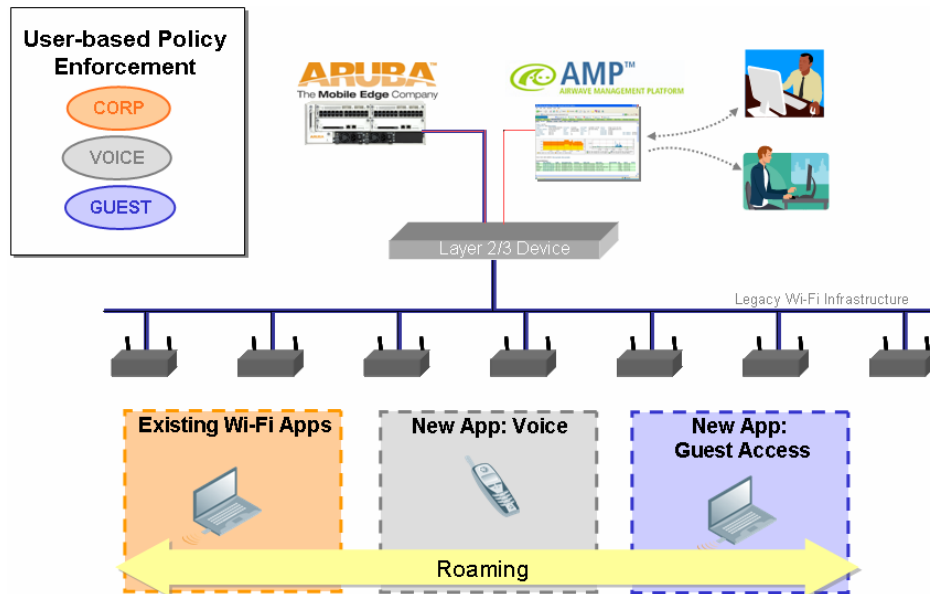 User-based Policy
Enforcement
CORP
VOICE
GUEST
ARUBA™
The Mobile Edge Company
AMP™
AIRWAVE MANAGEMENT PLATFORM
Layer 2/3 Device
Legacy Wi-Fi Infrastructure
Existing Wi-Fi Apps
New App: Voice
New App:
Guest Access
Roaming